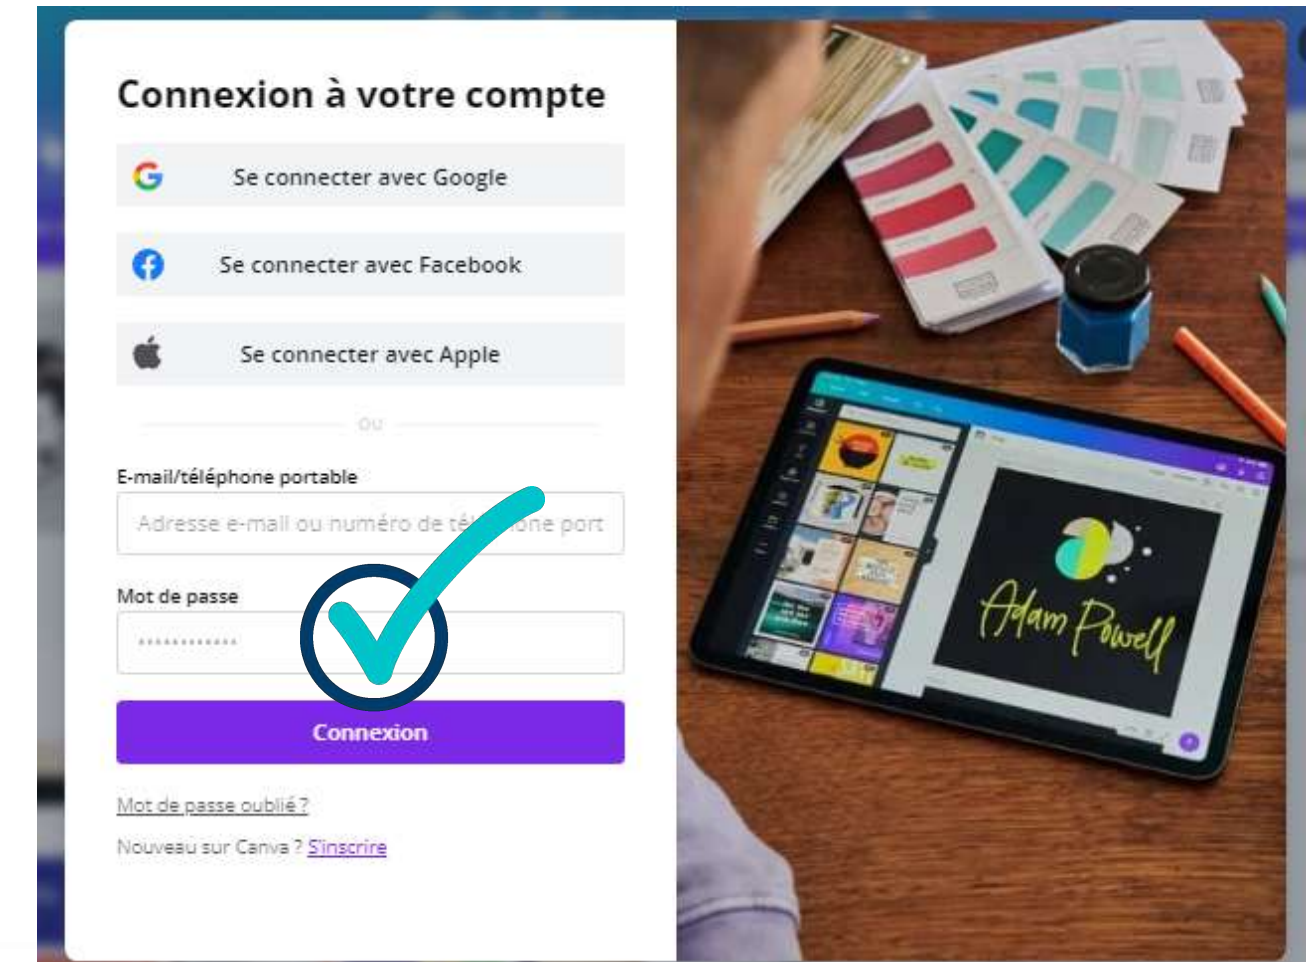 Connexion à votre compte
Se connecter avec Google
Se connecter avec Facebook
Se connecter avec Apple
ou
E-mail/téléphone portable
Adresse e-mail ou numéro de port
Mot de passe
************
Connexion
Mot de passe oublié ?
Nouveau sur Canva ? S'inscrire
Adam Powell